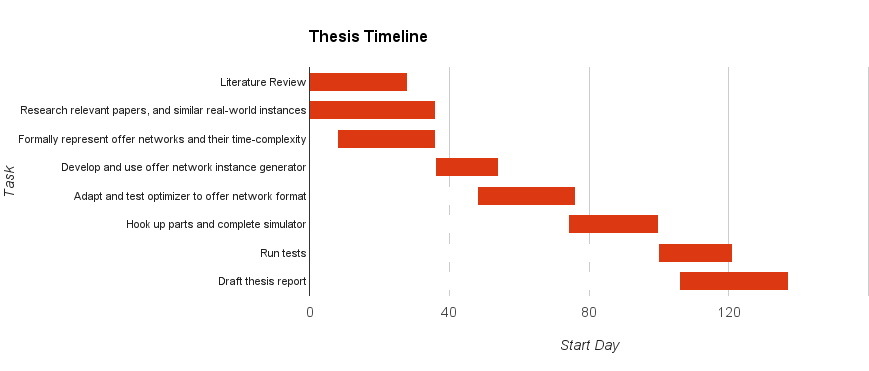 Thesis Timeline
Literature Review
Research relevant papers, and similar real-world instances
Formally represent offer networks and their time-complexity
Develop and use offer network instance generator
Adapt and test optimizer to offer network format
Hook up parts and complete simulator
Run tests
Draft thesis report
Task
0 40 80 120
Start Day